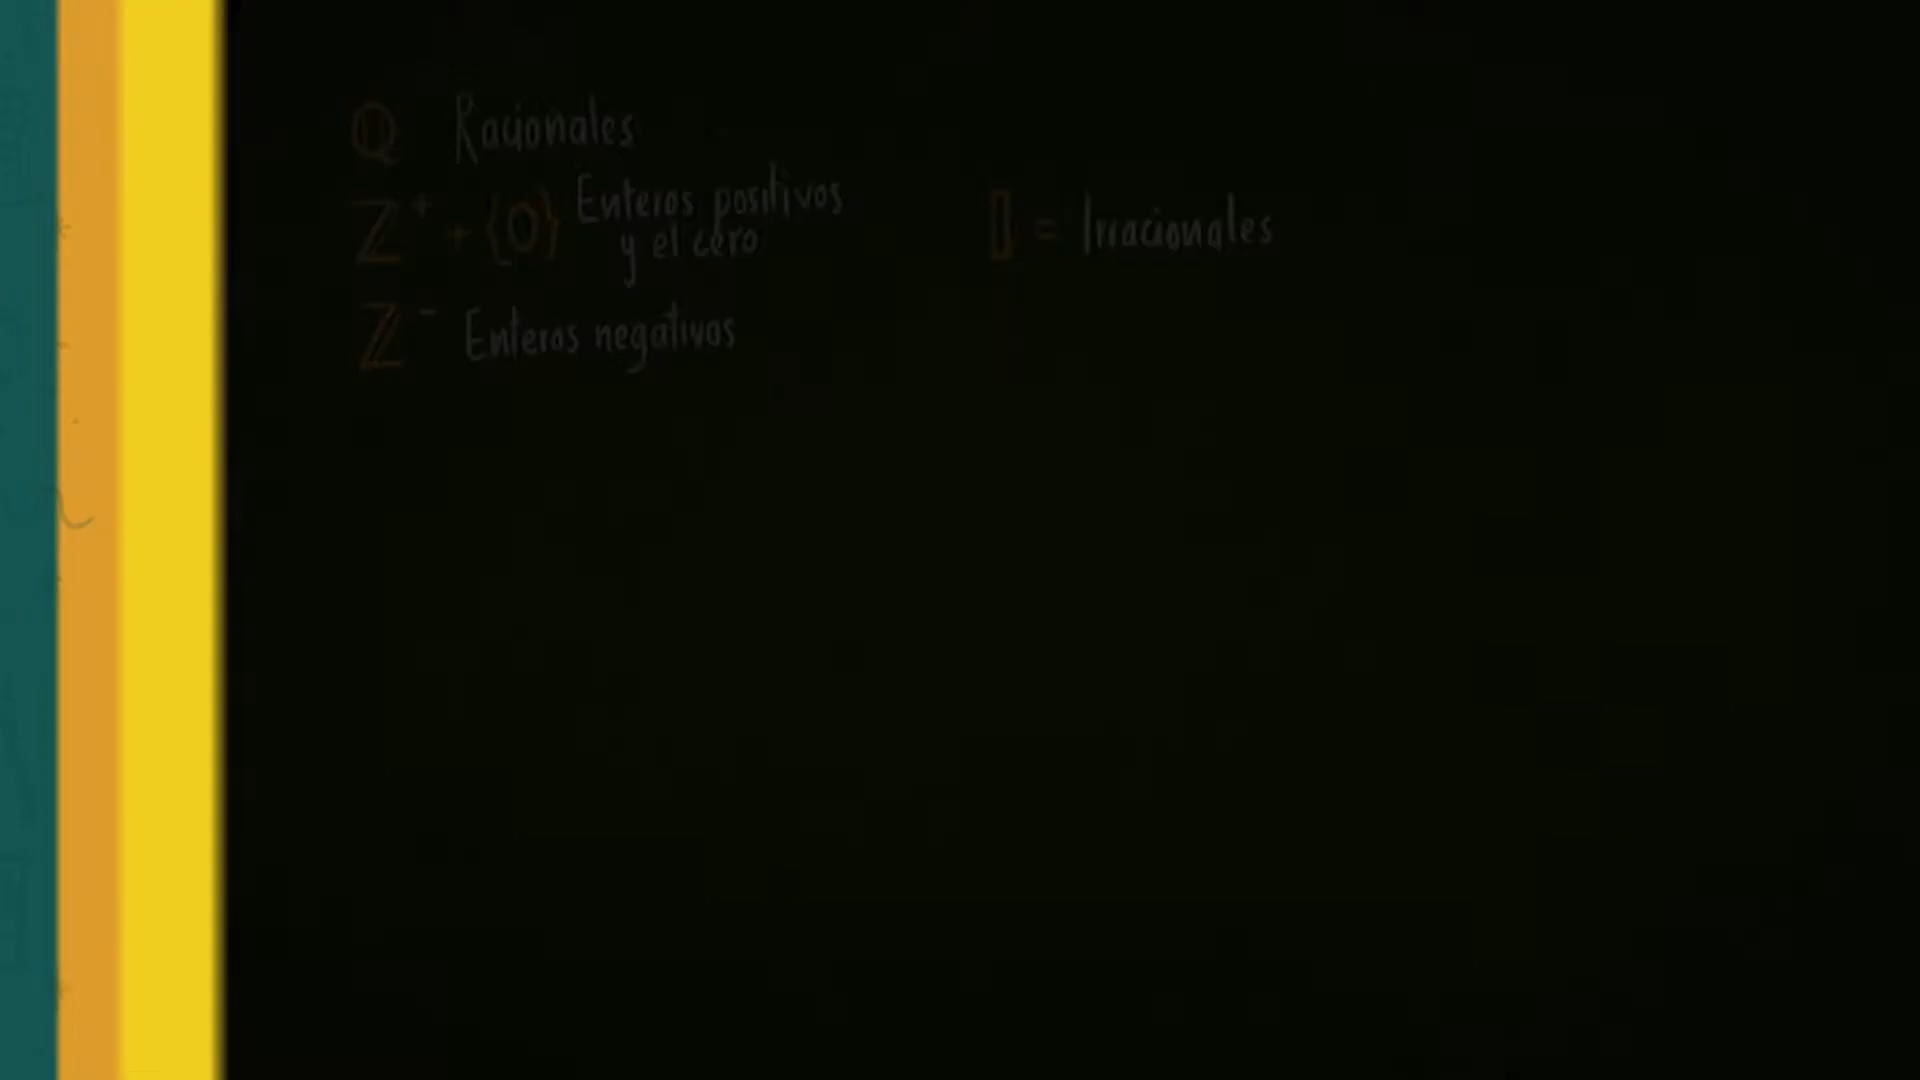 ℚ Racionales
ℤ⁺ + {0} Enteros positivos
y el cero
𝕀 = Irracionales
ℤ⁻ Enteros negativos